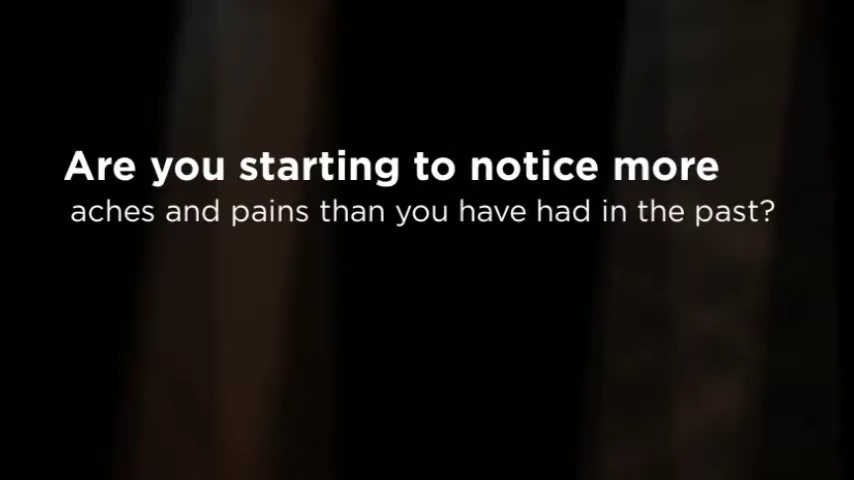 Are you starting to notice more
aches and pains than you have had in the past?